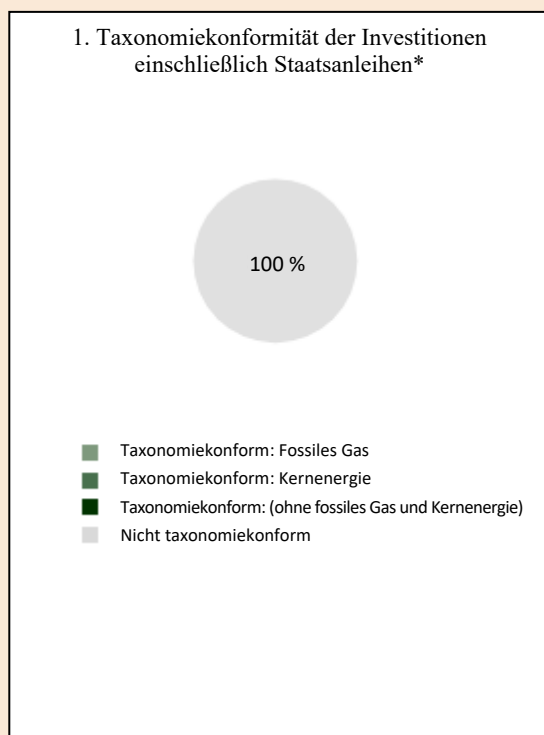 1. Taxonomiekonformität der Investitionen
einschließlich Staatsanleihen*
100 %
Taxonomiekonform: Fossiles Gas
Taxonomiekonform: Kernenergie
Taxonomiekonform: (ohne fossiles Gas und Kernenergie)
Nicht taxonomiekonform